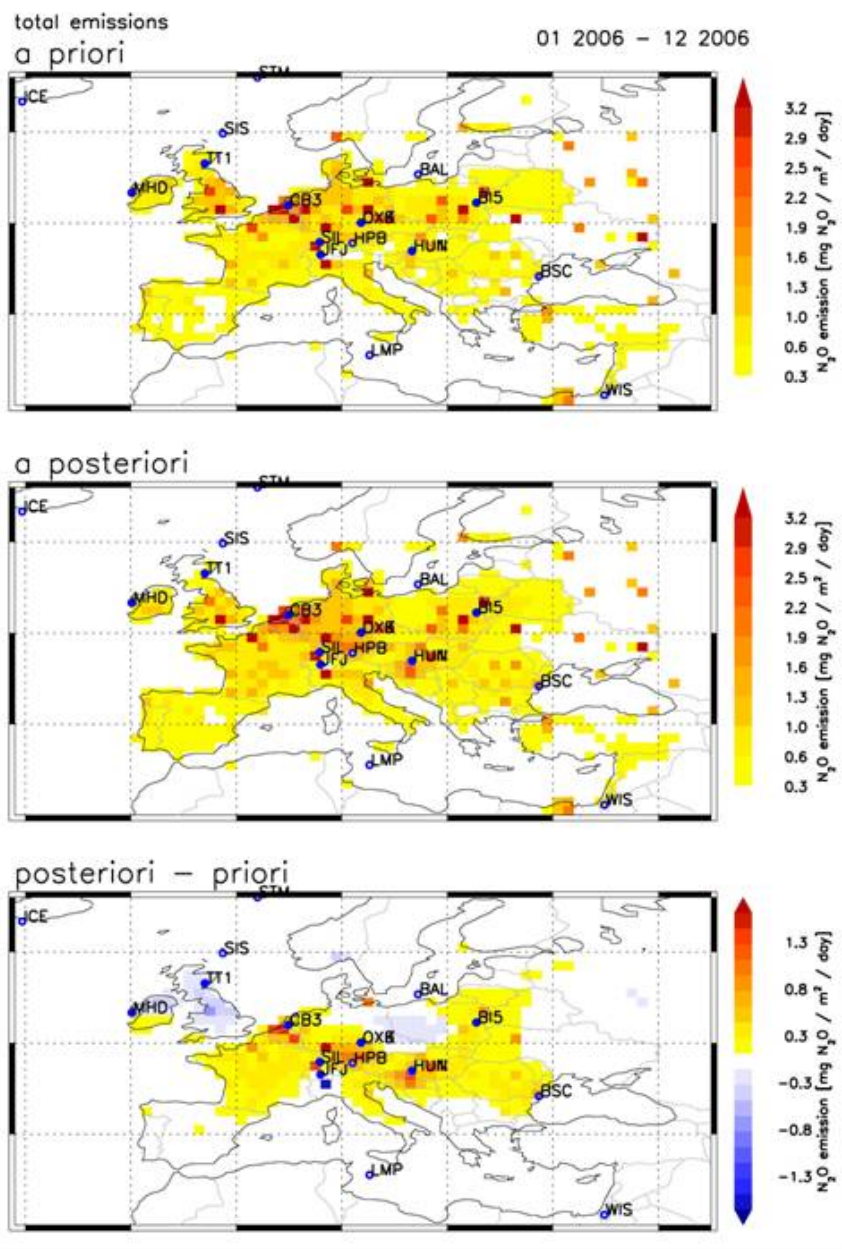 total emissions
a priori
01 2006 – 12 2006
STM
ICE
SIS
TT1
BAL
MHD
CB3
BI5
SIL
HPB
JFJ
HUN
BSC
LMP
WIS
3.2
2.9
2.5
2.2
1.9
1.6
1.3
1.0
0.6
0.3
N₂O emission [mg N₂O / m² / day]
a posteriori
STM
ICE
SIS
TT1
BAL
MHD
CB3
BI5
SIL
HPB
JFJ
HUN
BSC
LMP
WIS
3.2
2.9
2.5
2.2
1.9
1.6
1.3
1.0
0.6
0.3
N₂O emission [mg N₂O / m² / day]
posteriori – priori
STM
ICE
SIS
TT1
BAL
MHD
CB3
BI5
SIL
HPB
JFJ
HUN
BSC
LMP
WIS
1.3
0.8
0.3
-0.3
-0.8
-1.3
N₂O emission [mg N₂O / m² / day]